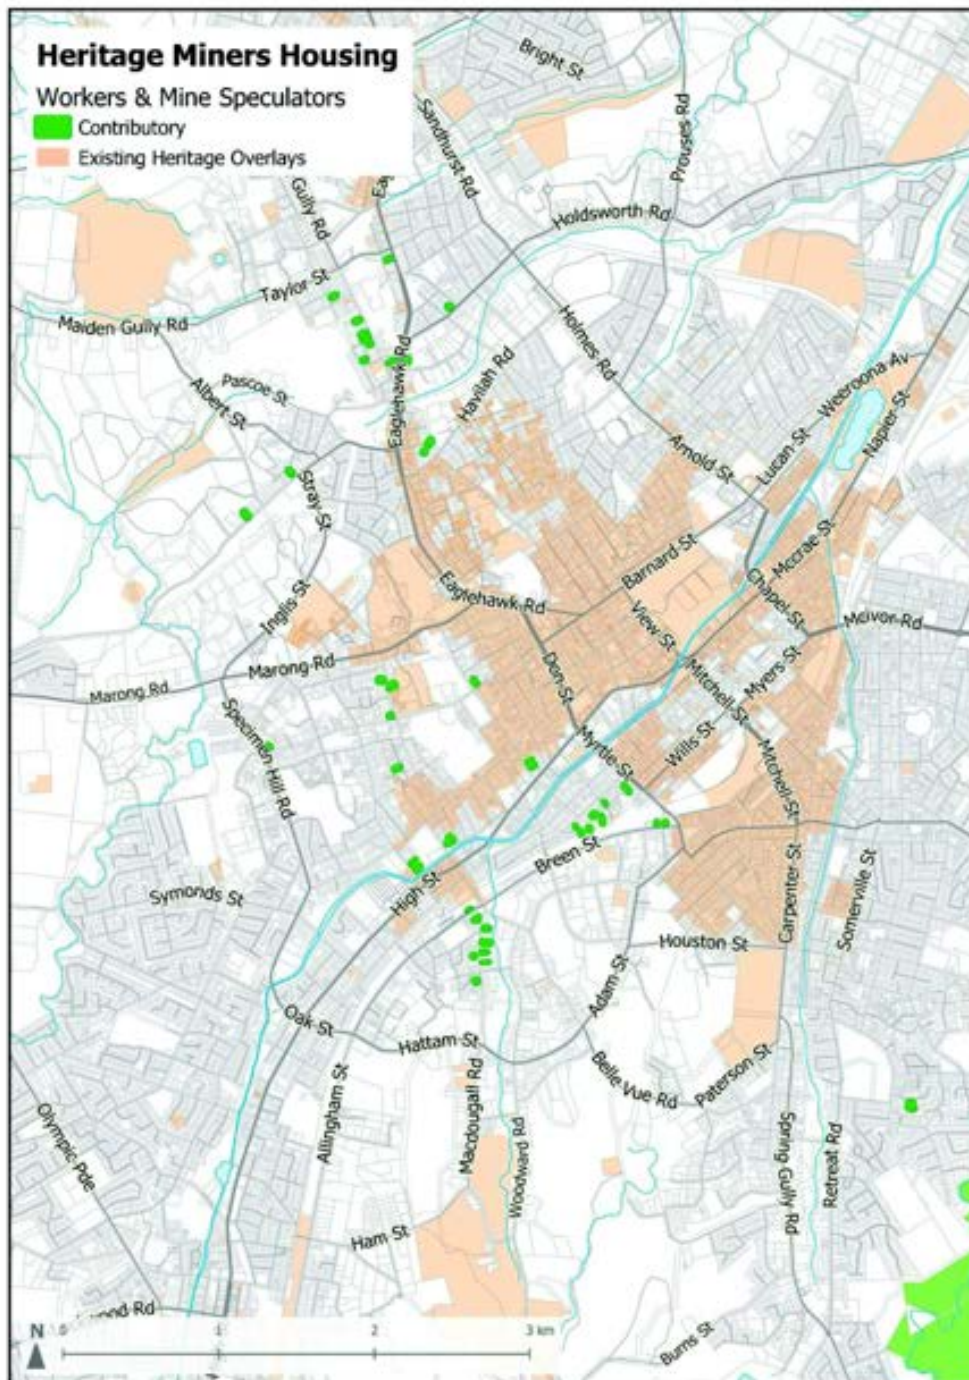 Heritage Miners Housing
Workers & Mine Speculators
Contributory
Existing Heritage Overlays
Bright St
Sandhurst Rd
Prouses Rd
Gully Rd
Holdsworth Rd
Taylor St
Maiden Gully Rd
Holmes Rd
Eaglehawk Rd
Havilah Rd
Weeroona Av
Pascoe St
Albert St
Napier St
Lucan St
Arnold St
Stray St
Mccrae St
Barnard St
Eaglehawk Rd
Chapel St
Inglis St
View St
Mcivor Rd
Marong Rd
Marong Rd
Don St
Mitchell St
Myers St
Specimen Hill Rd
Myrtle St
Wills St
Mitchell St
Breen St
High St
Symonds St
Carpenter St
Somerville St
Houston St
Adam St
Oak St
Hattam St
Belle Vue Rd
Paterson St
Allingham St
Macdougall Rd
Woodward Rd
Olympic Pde
Spring Gully Rd
Retreat Rd
Ham St
Rd
Burns St
N
1
2
3 km